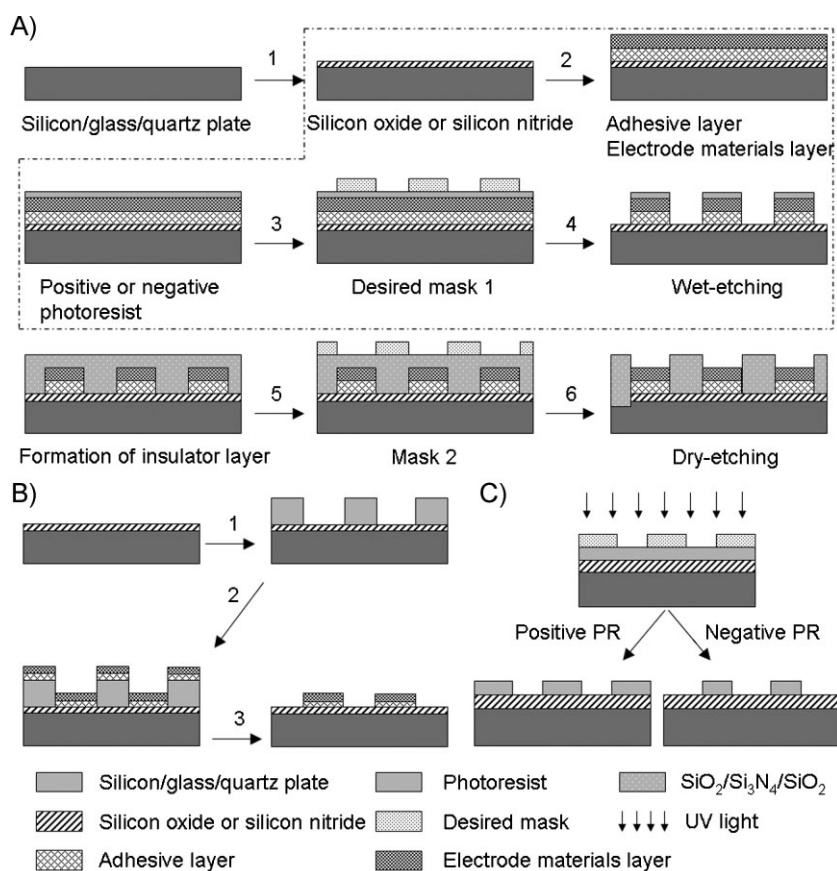 A)
1
2
Silicon/glass/quartz plate
Silicon oxide or silicon nitride
Adhesive layer
Electrode materials layer
3
4
Positive or negative
photoresist
Desired mask 1
Wet-etching
5
6
Formation of insulator layer
Mask 2
Dry-etching
B)
1
2
3
C)
Positive PR
Negative PR
Silicon/glass/quartz plate
Photoresist
SiO₂/Si₃N₄/SiO₂
Silicon oxide or silicon nitride
Desired mask
UV light
Adhesive layer
Electrode materials layer